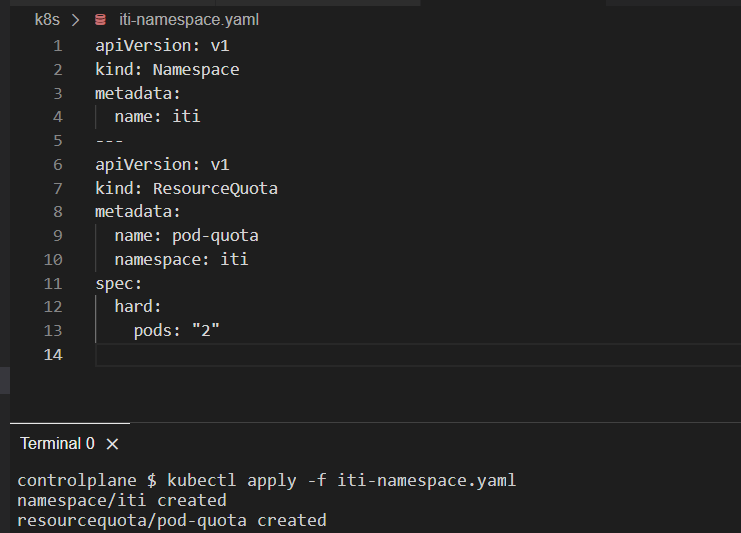 k8s > iti-namespace.yaml
1 apiVersion: v1
2 kind: Namespace
3 metadata:
4   name: iti
5 ---
6 apiVersion: v1
7 kind: ResourceQuota
8 metadata:
9   name: pod-quota
10   namespace: iti
11 spec:
12   hard:
13     pods: "2"
14
Terminal 0 ×
controlplane $ kubectl apply -f iti-namespace.yaml
namespace/iti created
resourcequota/pod-quota created